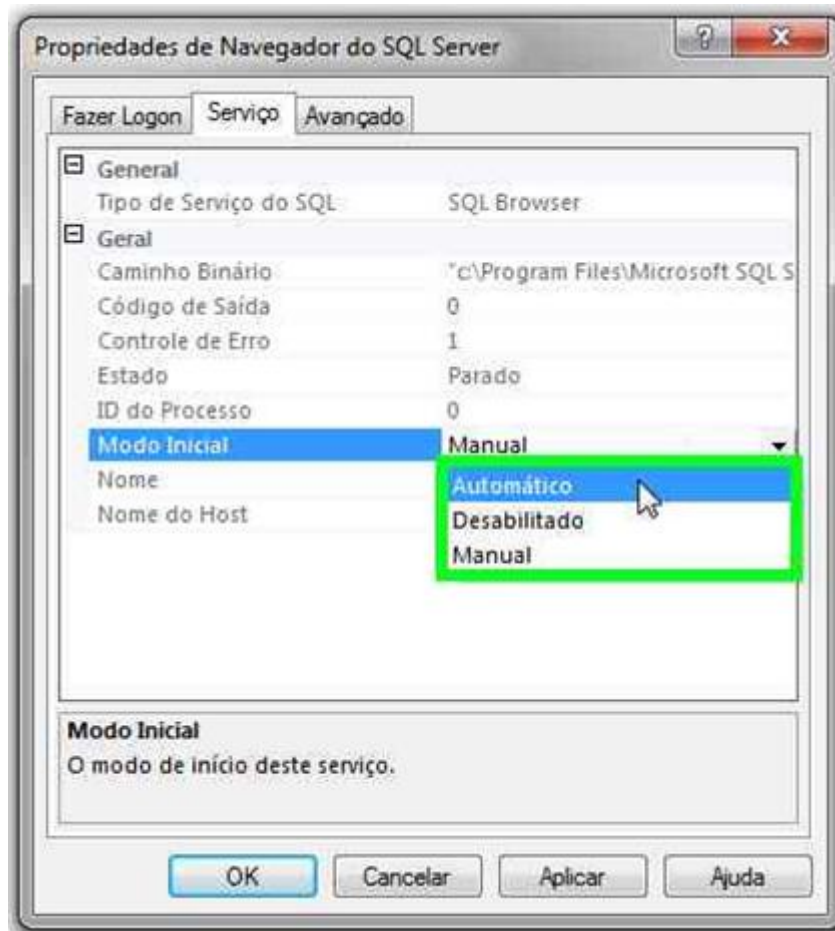 Propriedades de Navegador do SQL Server
Fazer Logon Serviço Avançado
General
Tipo de Serviço do SQL SQL Browser
Geral
Caminho Binário "c:\Program Files\Microsoft SQL S
Código de Saída 0
Controle de Erro 1
Estado Parado
ID do Processo 0
Modo Inicial Manual
Nome Automático
Nome do Host Desabilitado
Manual
Modo Inicial
O modo de início deste serviço.
OK Cancelar Aplicar Ajuda